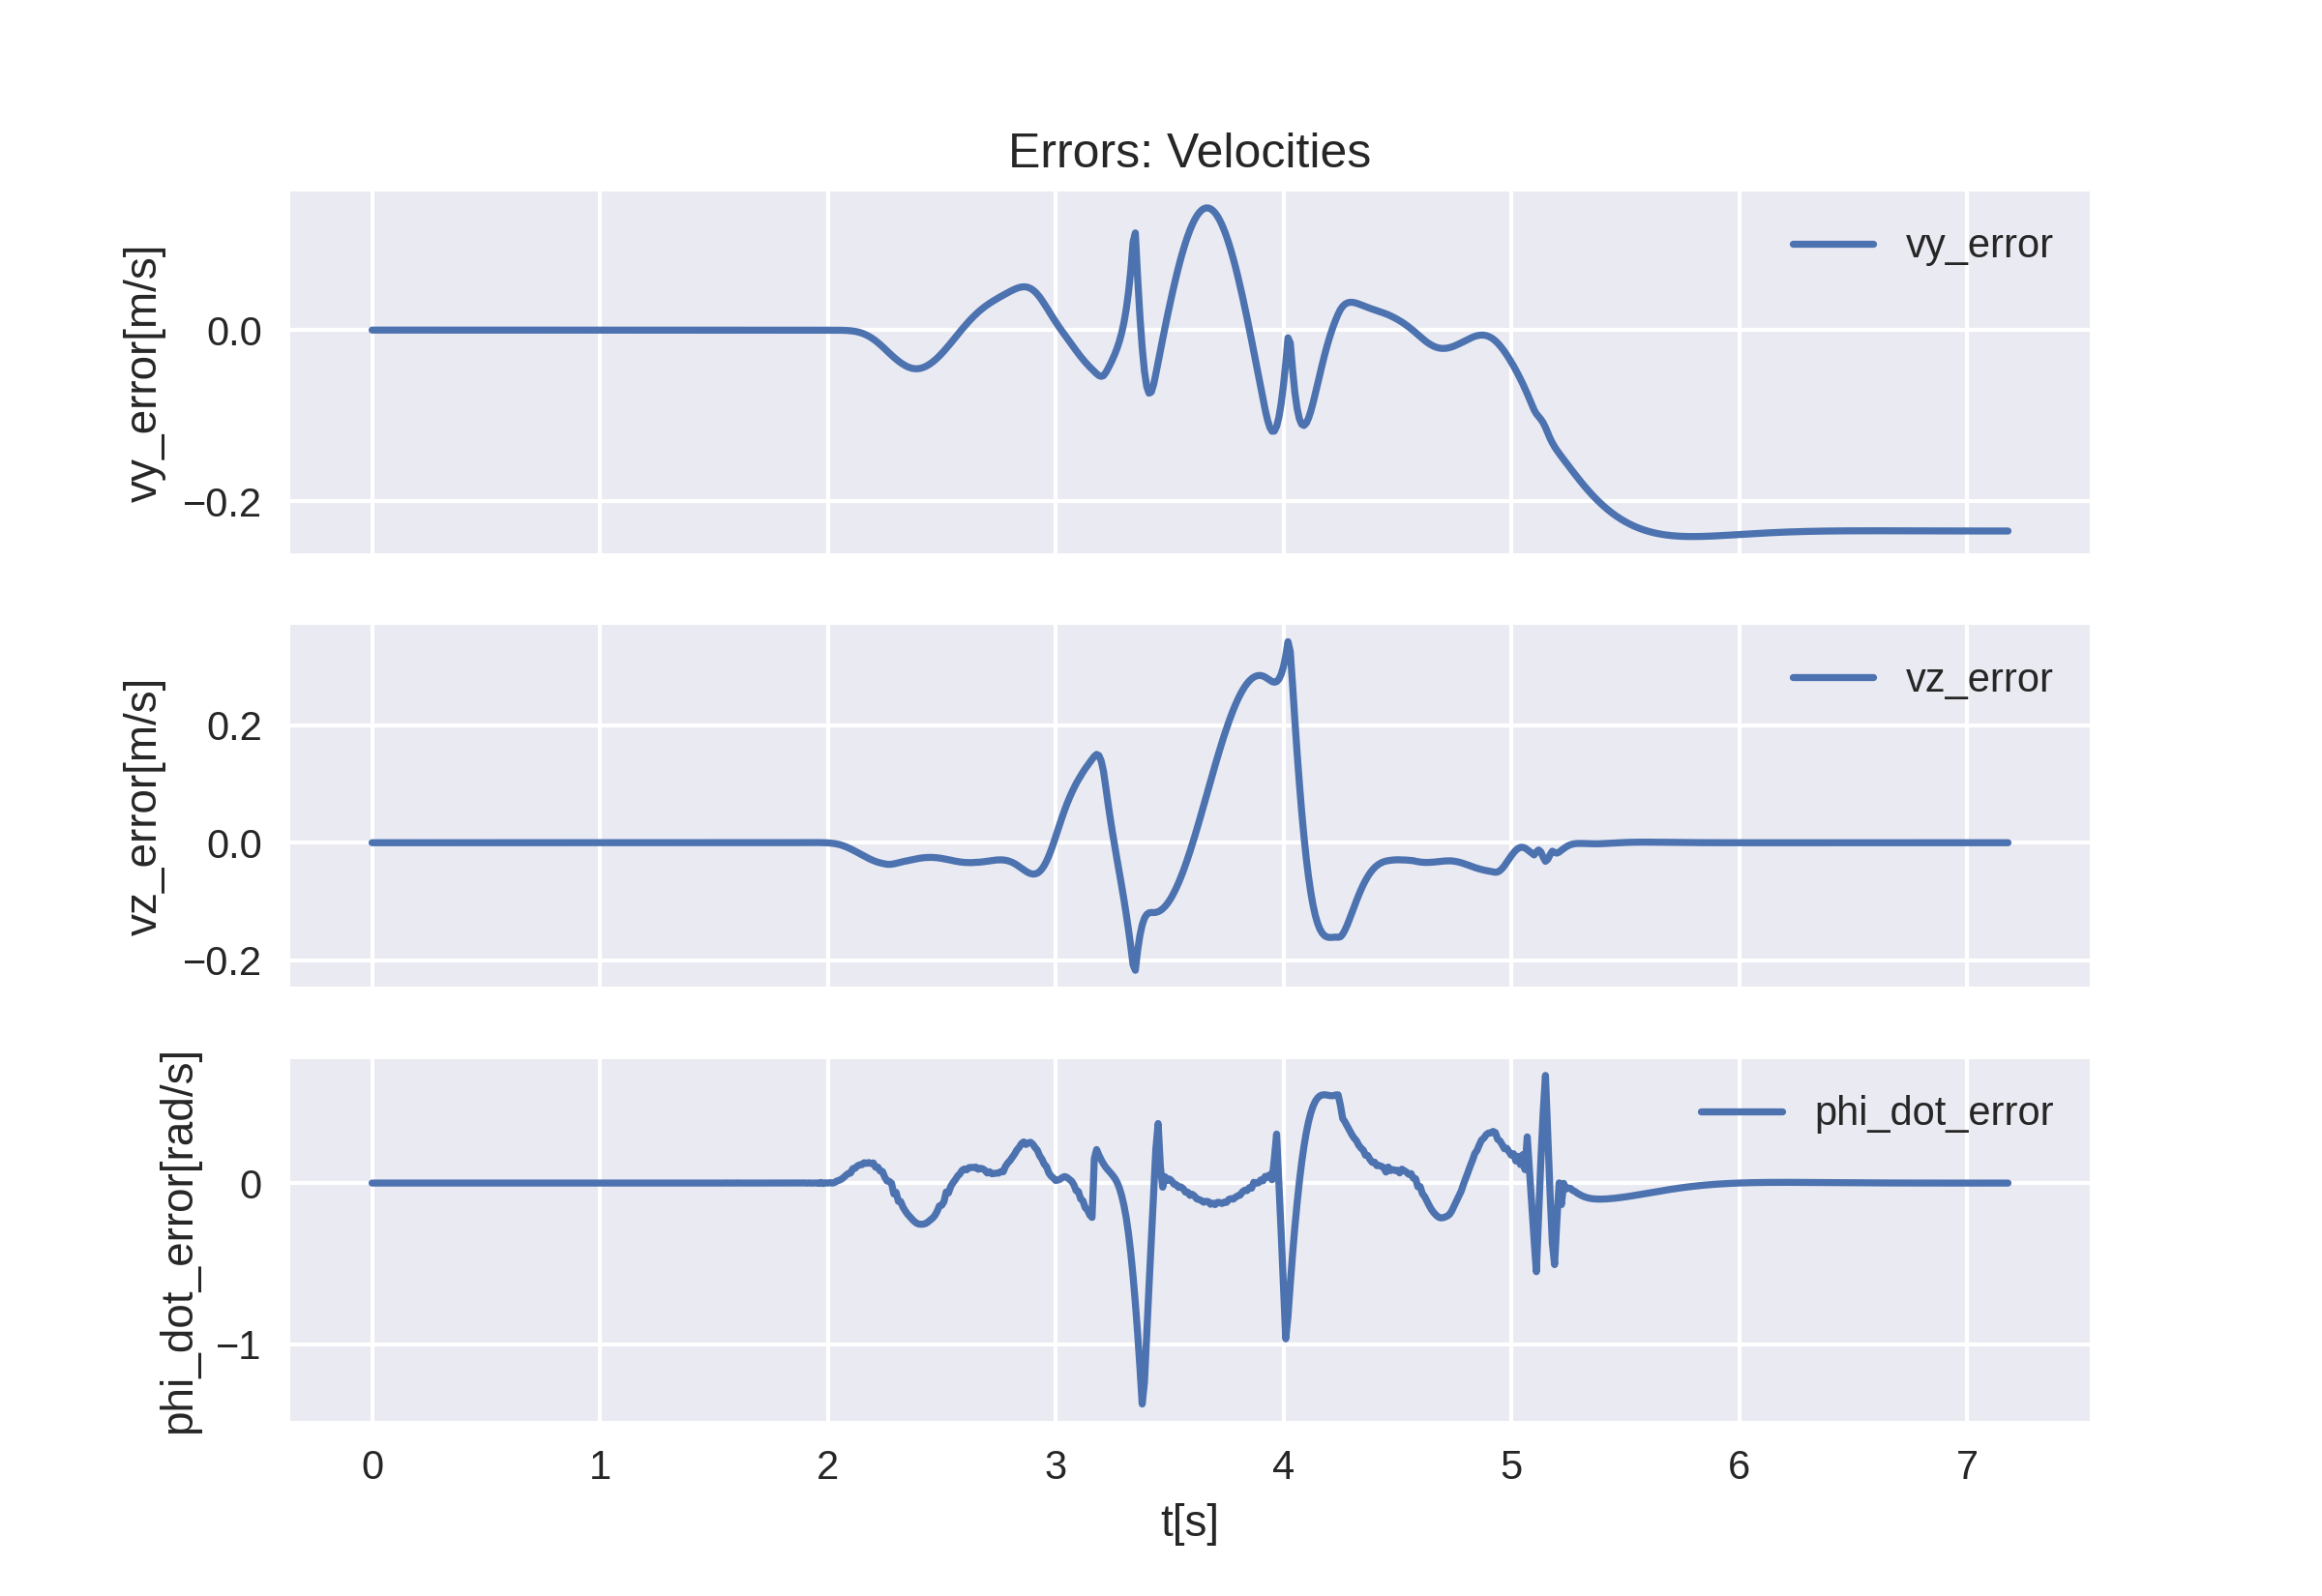 Errors: Velocities
vy_error[m/s]
0.0
−0.2
vy_error
vz_error[m/s]
0.2
0.0
−0.2
vz_error
phi_dot_error[rad/s]
0
−1
phi_dot_error
0 1 2 3 4 5 6 7
t[s]